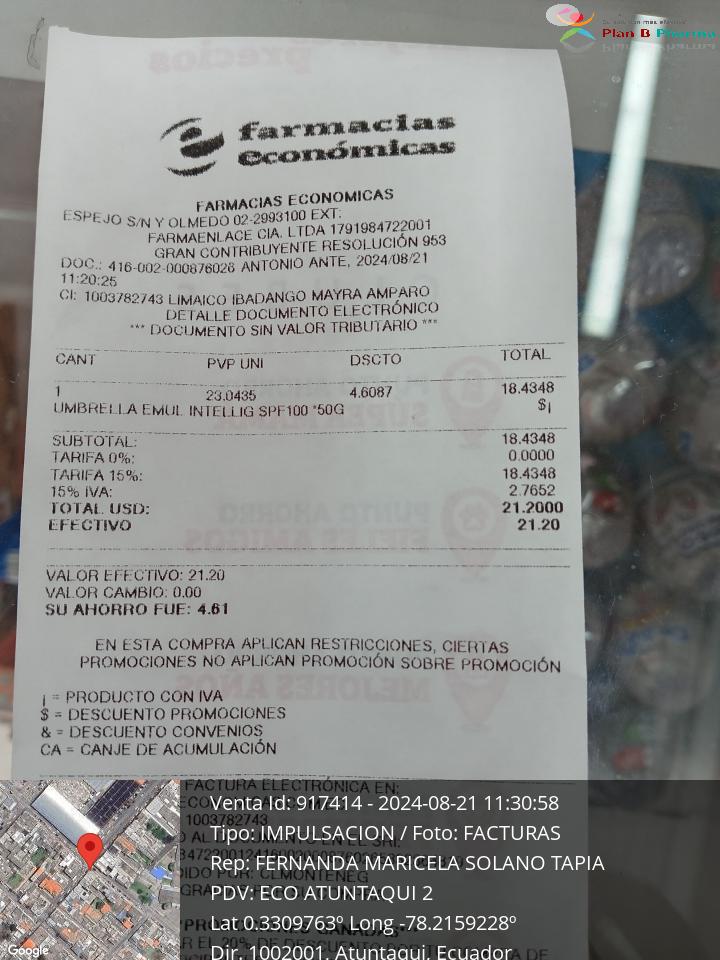 Plan B Pharma
farmacias
económicas
FARMACIAS ECONOMICAS
ESPEJO S/N Y OLMEDO 02-2993100 EXT:
FARMAENLACE CIA. LTDA 1791984722001
GRAN CONTRIBUYENTE RESOLUCIÓN 953
DOC.: 416-002-000876026 ANTONIO ANTE, 2024/08/21
11:20:25
CI: 1003782743 LIMAICO IBADANGO MAYRA AMPARO
DETALLE DOCUMENTO ELECTRÓNICO
*** DOCUMENTO SIN VALOR TRIBUTARIO ***
CANT PVP UNI DSCTO TOTAL
1 23.0435 4.6087 18.4348
UMBRELLA EMUL INTELLIG SPF100 *50G $¡
SUBTOTAL: 18.4348
TARIFA 0%: 0.0000
TARIFA 15%: 18.4348
15% IVA: 2.7652
TOTAL USD: 21.2000
EFECTIVO 21.20
VALOR EFECTIVO: 21.20
VALOR CAMBIO: 0.00
SU AHORRO FUE: 4.61
EN ESTA COMPRA APLICAN RESTRICCIONES, CIERTAS
PROMOCIONES NO APLICAN PROMOCIÓN SOBRE PROMOCIÓN
¡ = PRODUCTO CON IVA
$ = DESCUENTO PROMOCIONES
& = DESCUENTO CONVENIOS
CA = CANJE DE ACUMULACIÓN
FACTURA ELECTRÓNICA EN:
1003782743
Venta Id: 917414 - 2024-08-21 11:30:58
Tipo: IMPULSACION / Foto: FACTURAS
Rep: FERNANDA MARICELA SOLANO TAPIA
PDV: ECO ATUNTAQUI 2
Lat 0.3309763º Long -78.2159228º
Dir. 1002001, Atuntaqui, Ecuador
Google